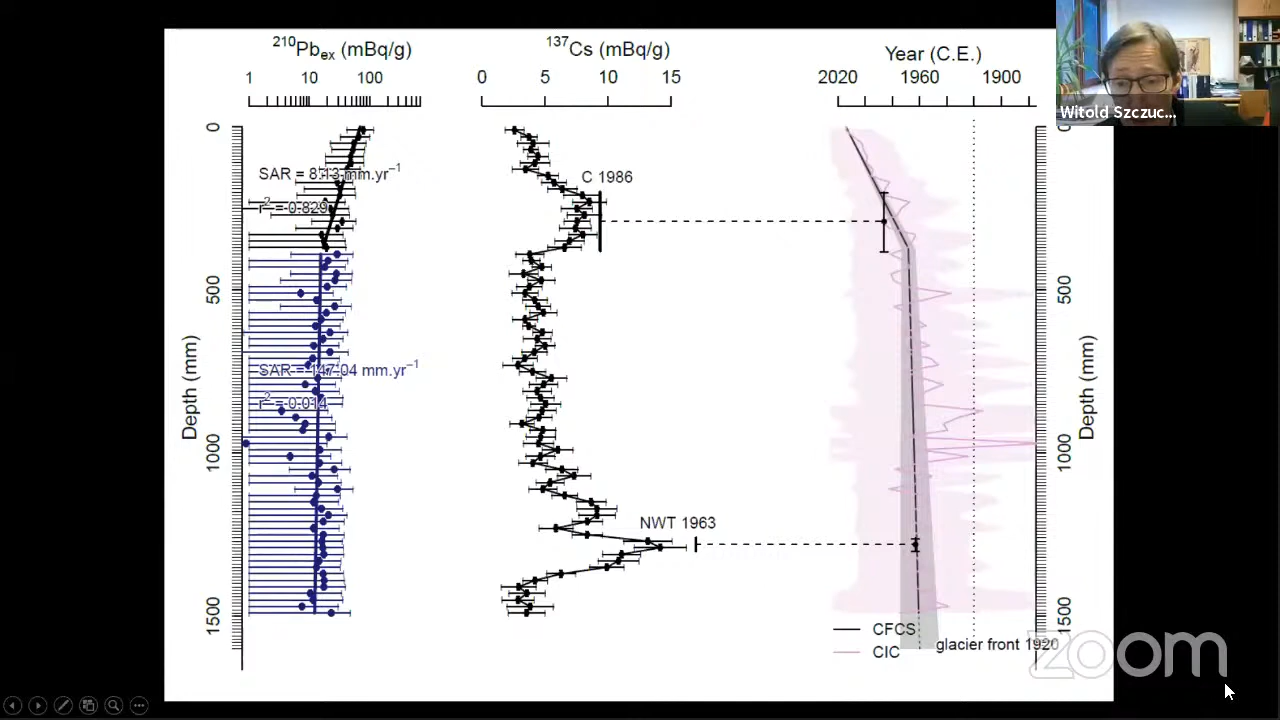 ²¹⁰Pbₑₓ (mBq/g)
1 10 100
¹³⁷Cs (mBq/g)
0 5 10 15
Year (C.E.)
2020 1960 1900
Witold Szczuc...
Depth (mm)
0
500
1000
1500
SAR = 8.13 mm.yr⁻¹
r² = 0.829
SAR = 147.04 mm.yr⁻¹
r² = 0.014
C 1986
NWT 1963
CFCS
CIC
glacier front 1920
0
500
1000
1500
Depth (mm)
zoom